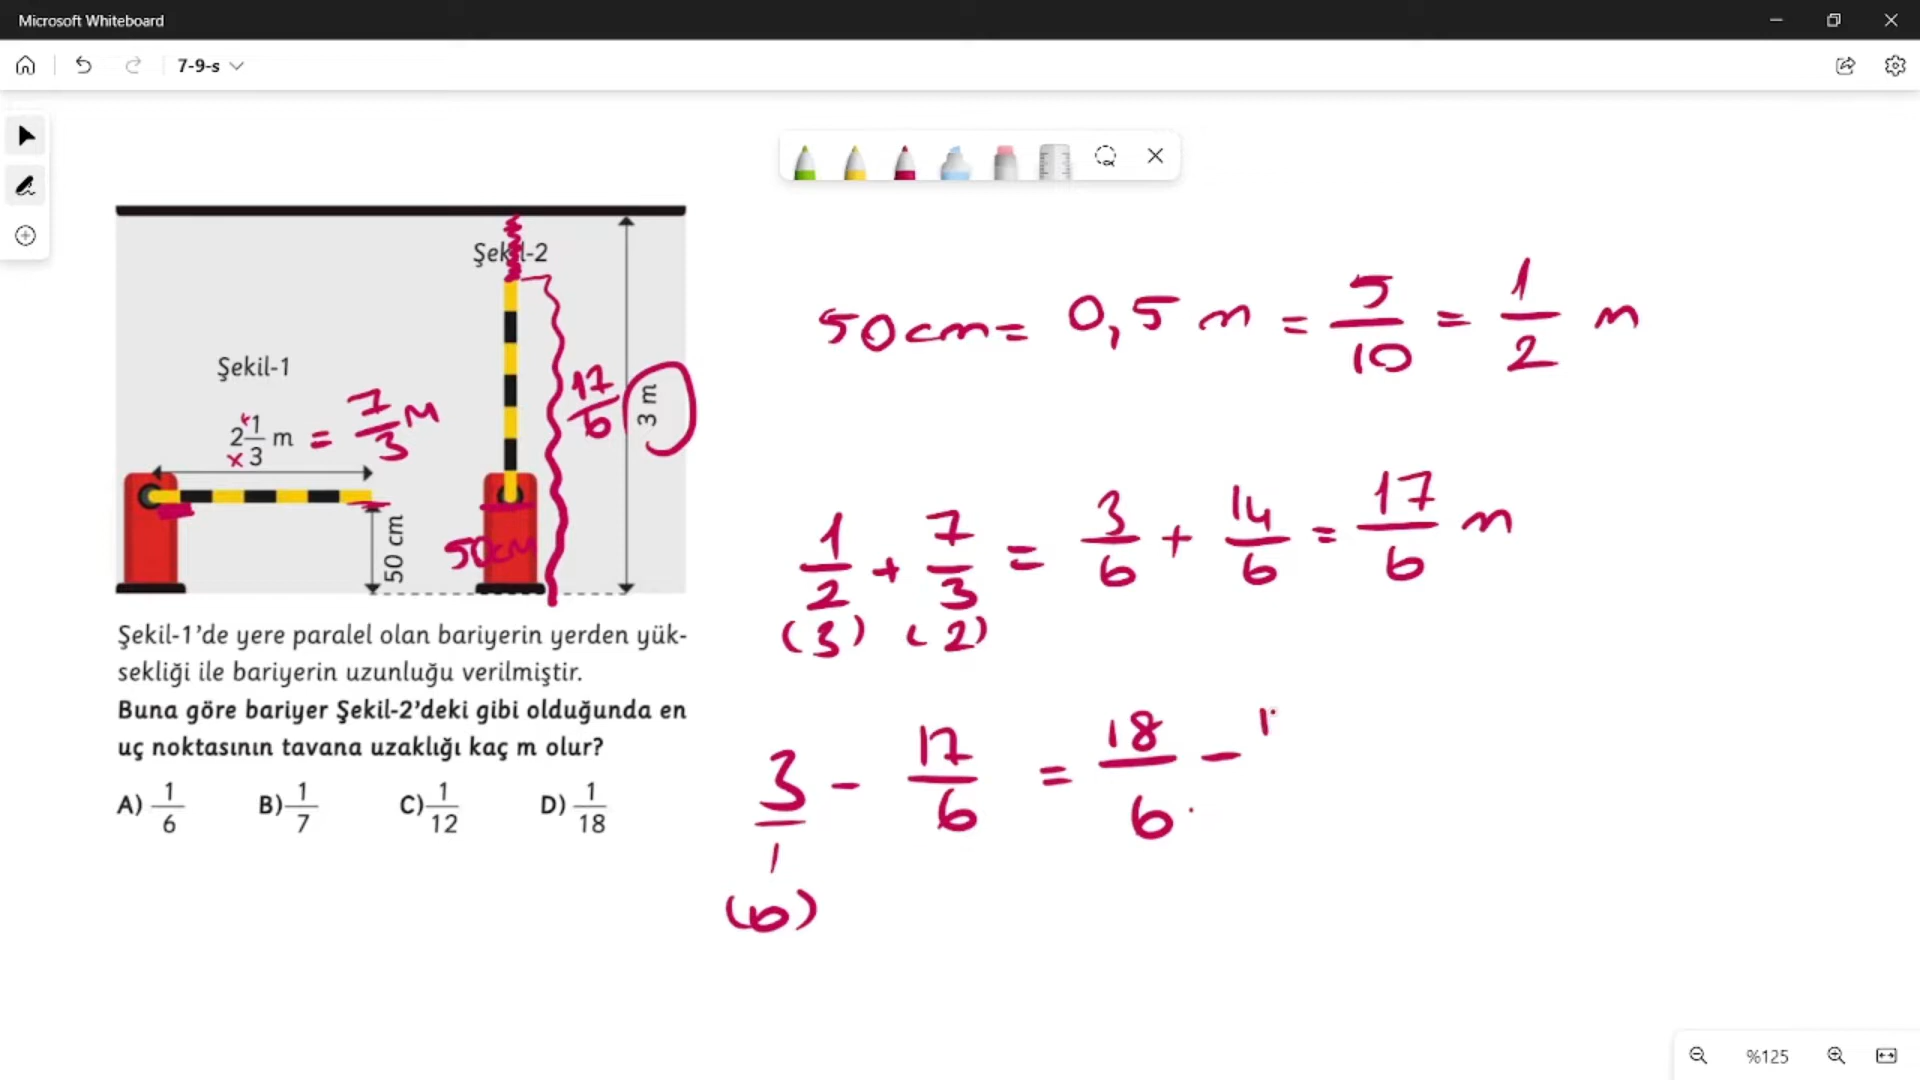 Microsoft Whiteboard
7-9-s
Şekil-2
Şekil-1
2 1/3 m = 7/3 m
17/6
3 m
50 cm
50cm
Şekil-1’de yere paralel olan bariyerin yerden yük-
sekliği ile bariyerin uzunluğu verilmiştir.
Buna göre bariyer Şekil-2’deki gibi olduğunda en
uç noktasının tavana uzaklığı kaç m olur?
A) 1/6 B) 1/7 C) 1/12 D) 1/18
50cm = 0,5 m = 5/10 = 1/2 m
1/2 + 7/3 = 3/6 + 14/6 = 17/6 m
(3) (2)
3/1 - 17/6 = 18/6 - 1
(6)
%125